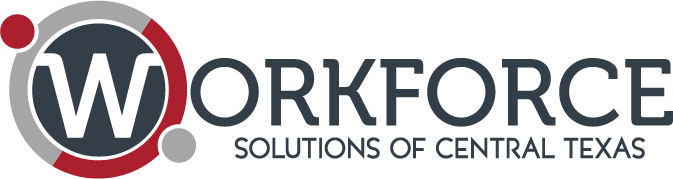 WORKFORCE
SOLUTIONS OF CENTRAL TEXAS